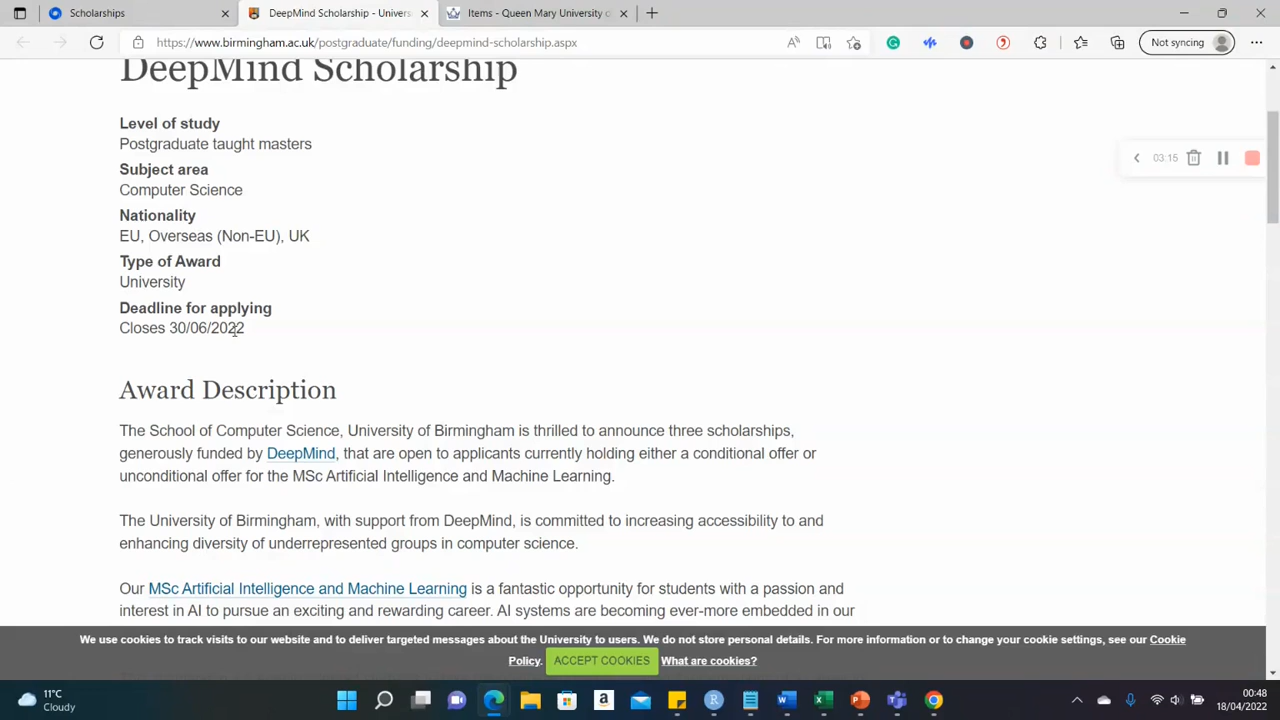 Scholarships
DeepMind Scholarship - Univers
Items - Queen Mary University o
https://www.birmingham.ac.uk/postgraduate/funding/deepmind-scholarship.aspx
Not syncing
DeepMind Scholarship
Level of study
Postgraduate taught masters
03:15
Subject area
Computer Science
Nationality
EU, Overseas (Non-EU), UK
Type of Award
University
Deadline for applying
Closes 30/06/2022
Award Description
The School of Computer Science, University of Birmingham is thrilled to announce three scholarships,
generously funded by DeepMind, that are open to applicants currently holding either a conditional offer or
unconditional offer for the MSc Artificial Intelligence and Machine Learning.
The University of Birmingham, with support from DeepMind, is committed to increasing accessibility to and
enhancing diversity of underrepresented groups in computer science.
Our MSc Artificial Intelligence and Machine Learning is a fantastic opportunity for students with a passion and
interest in AI to pursue an exciting and rewarding career. AI systems are becoming ever-more embedded in our
We use cookies to track visits to our website and to deliver targeted messages about the University to users. We do not store personal details. For more information or to change your cookie settings, see our Cookie
Policy. ACCEPT COOKIES What are cookies?
11°C
Cloudy
00:48
18/04/2022